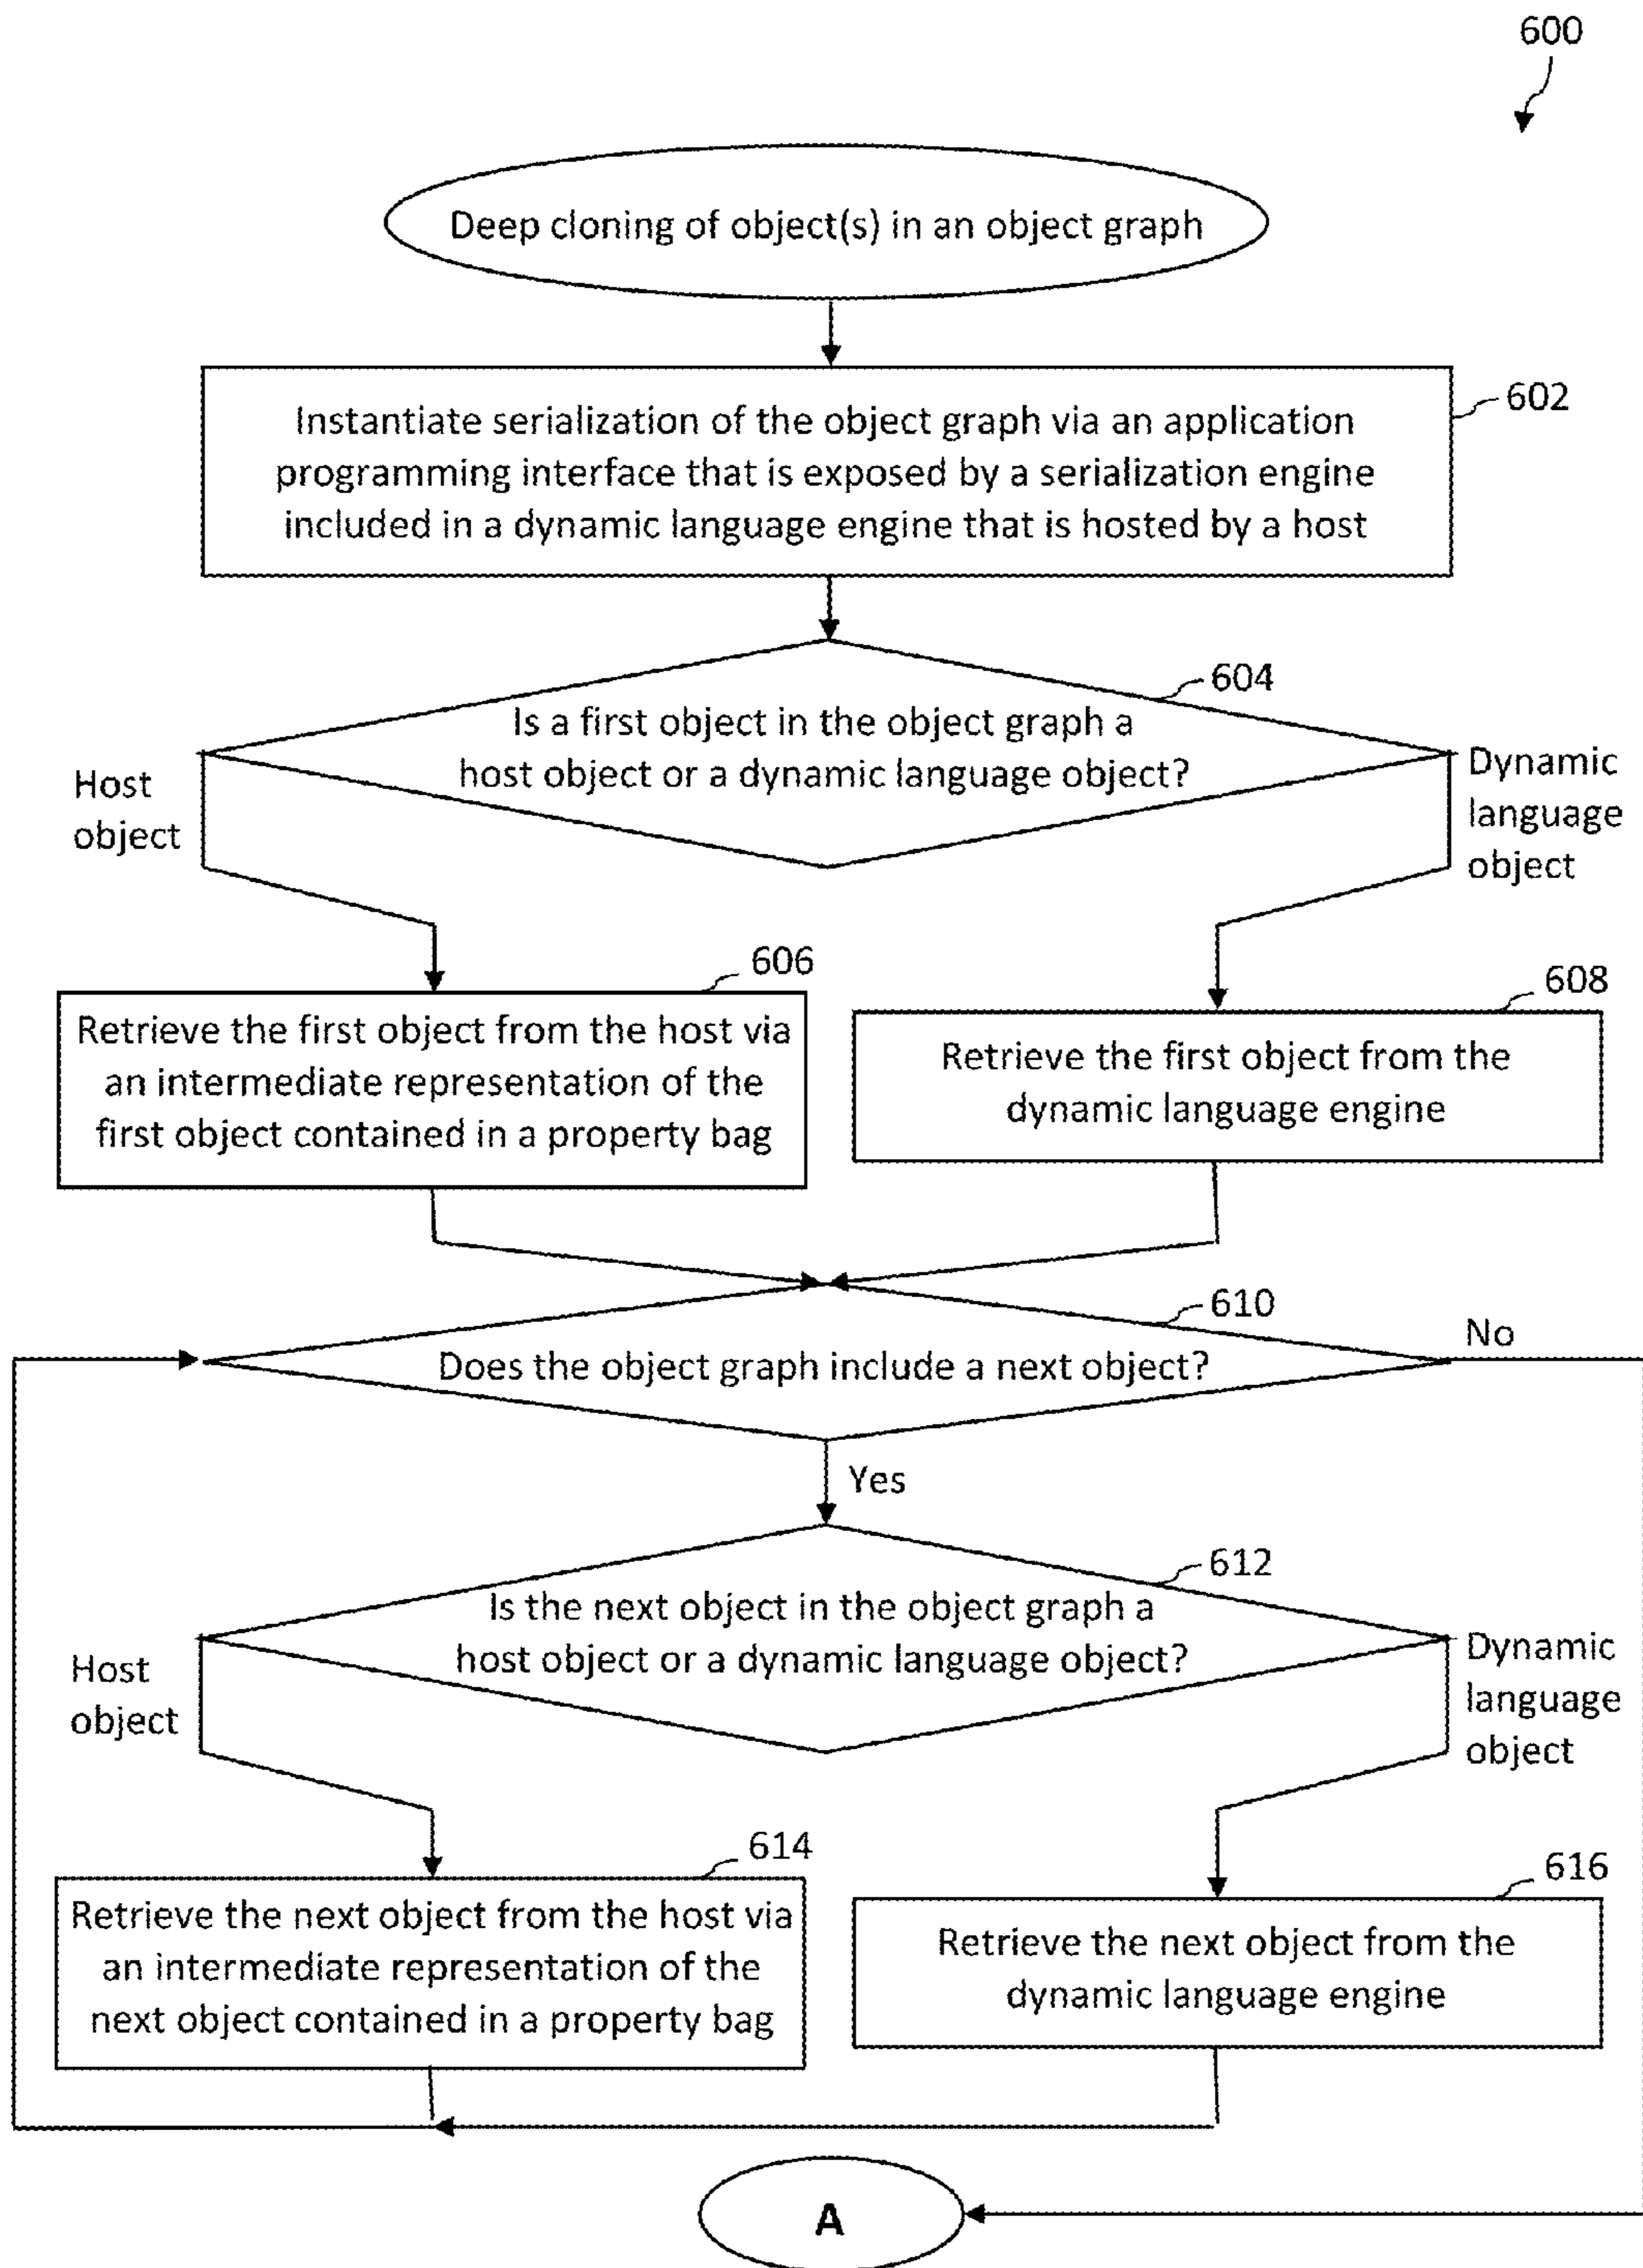 600
Deep cloning of object(s) in an object graph
602
Instantiate serialization of the object graph via an application
programming interface that is exposed by a serialization engine
included in a dynamic language engine that is hosted by a host
604
Is a first object in the object graph a
host object or a dynamic language object?
Host
object
Dynamic
language
object
606
Retrieve the first object from the host via
an intermediate representation of the
first object contained in a property bag
608
Retrieve the first object from the
dynamic language engine
610
Does the object graph include a next object?
No
Yes
612
Is the next object in the object graph a
host object or a dynamic language object?
Host
object
Dynamic
language
object
614
Retrieve the next object from the host via
an intermediate representation of the
next object contained in a property bag
616
Retrieve the next object from the
dynamic language engine
A